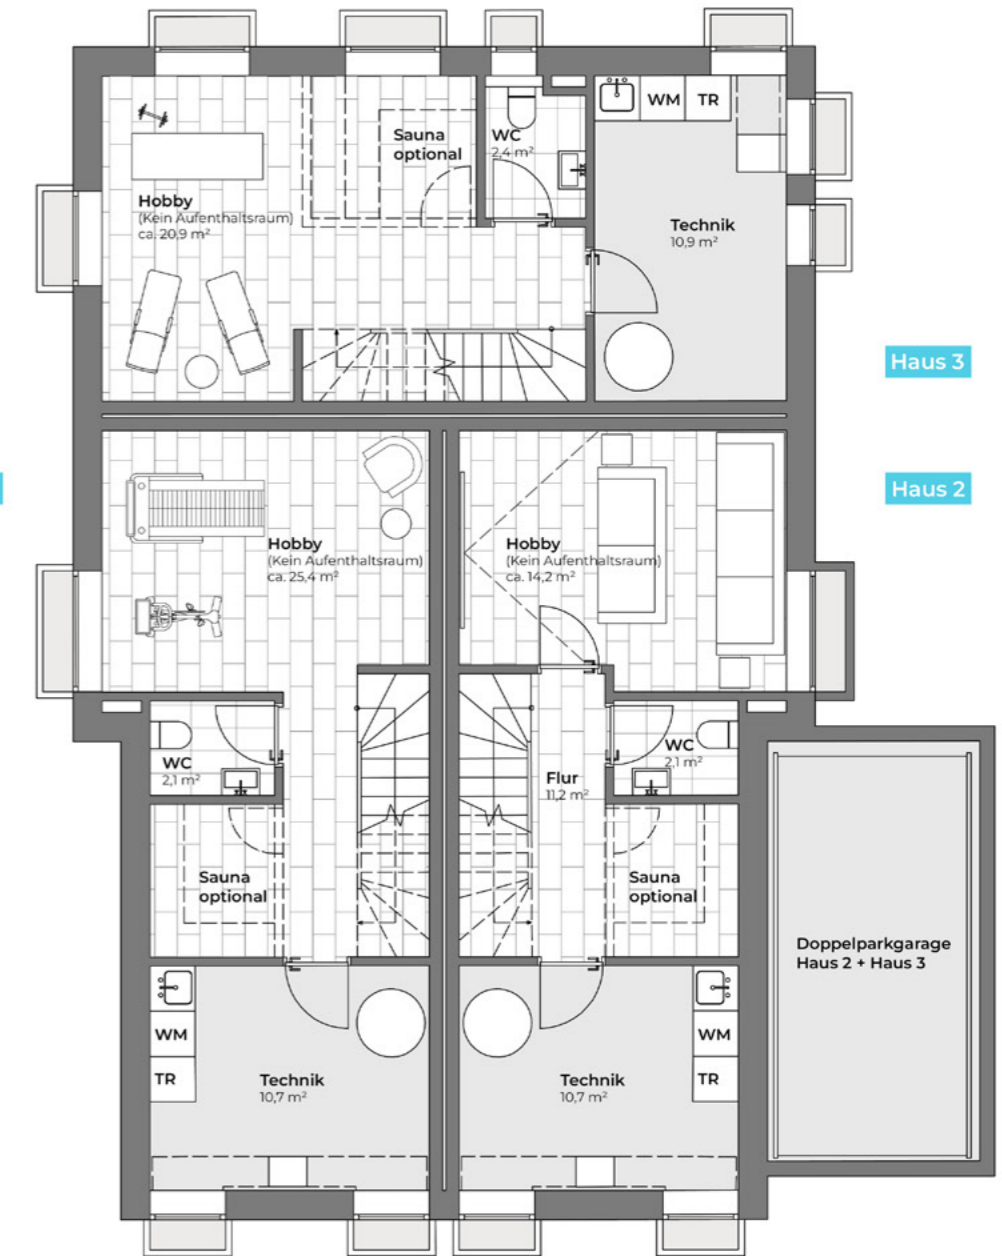 Sauna
optional
WC
2,4 m²
WM
TR
Hobby
(Kein Aufenthaltsraum)
ca. 20,9 m²
Technik
10,9 m²
Haus 3
Haus 2
Hobby
(Kein Aufenthaltsraum)
ca. 25,4 m²
Hobby
(Kein Aufenthaltsraum)
ca. 14,2 m²
WC
2,1 m²
Flur
11,2 m²
WC
2,1 m²
Sauna
optional
Sauna
optional
Doppelparkgarage
Haus 2 + Haus 3
WM
TR
Technik
10,7 m²
Technik
10,7 m²
WM
TR